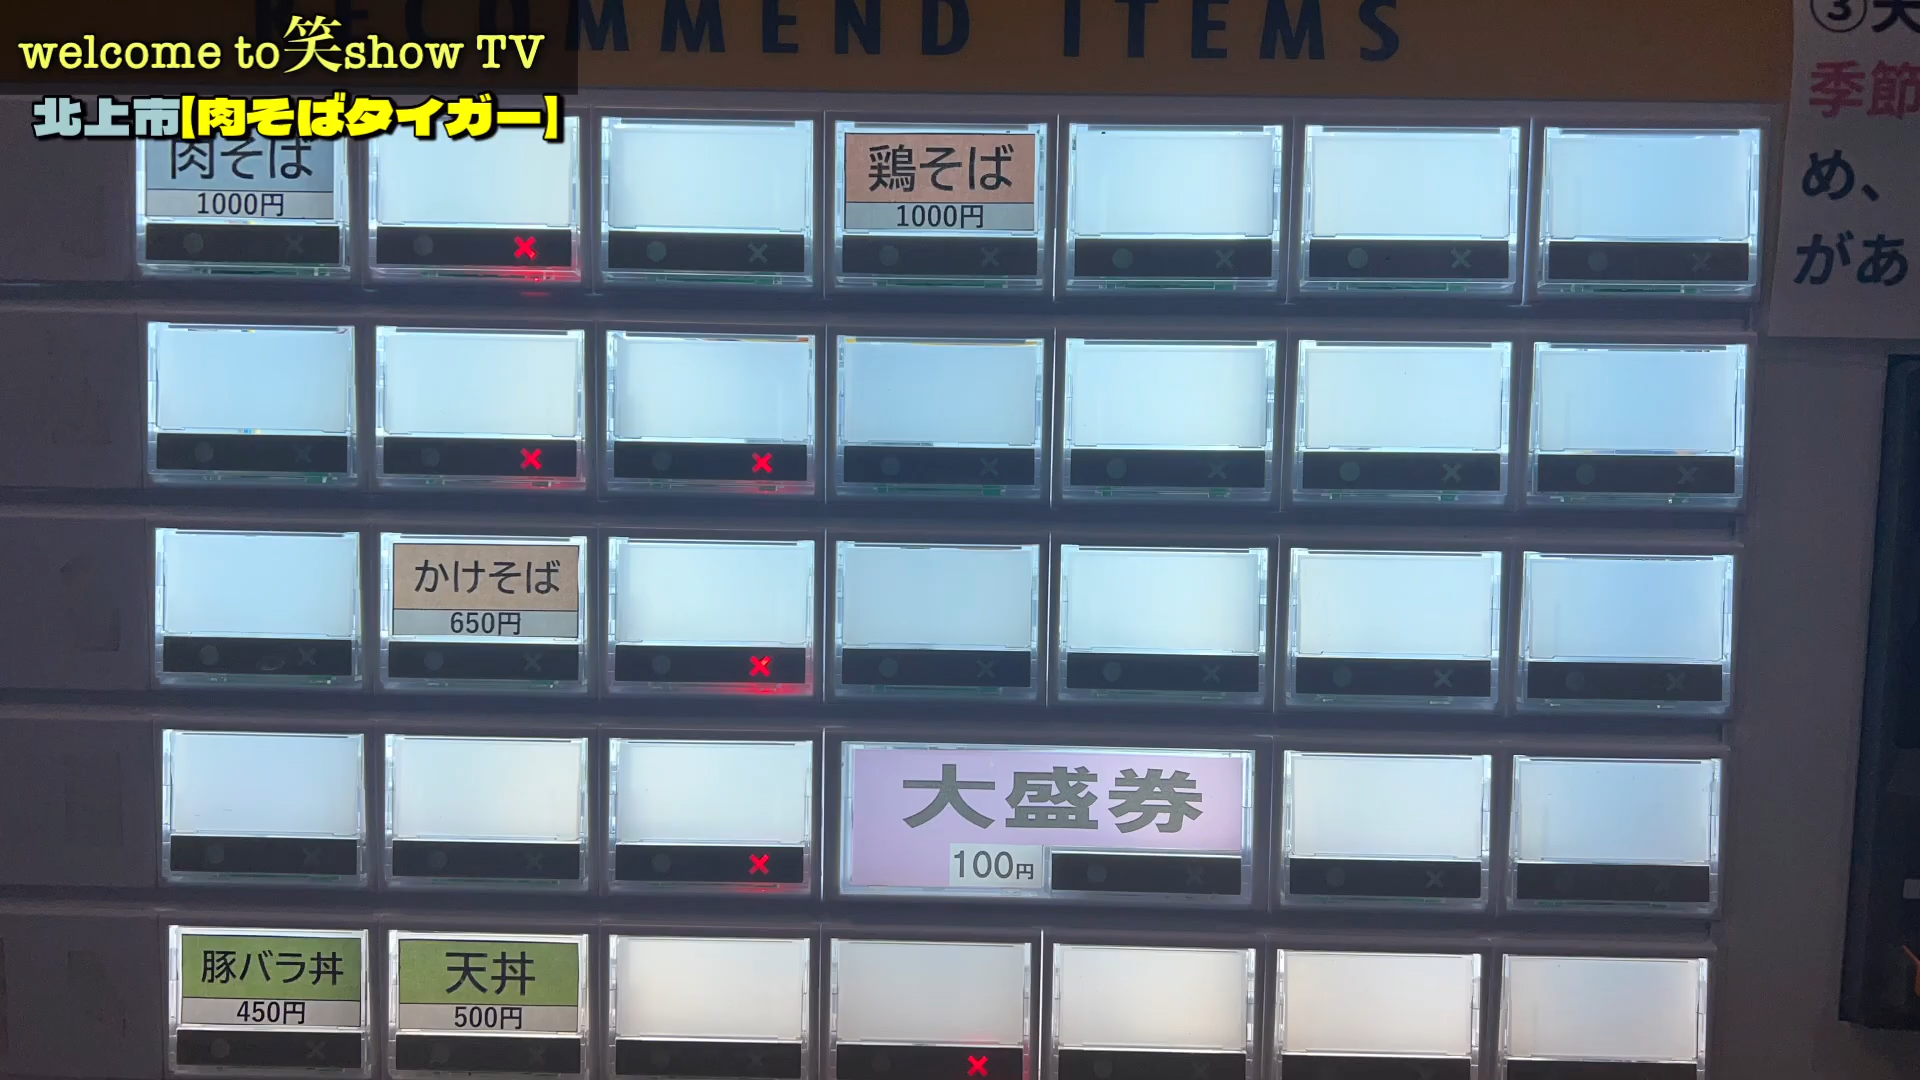 RECOMMEND ITEMS
welcome to笑show TV
北上市【肉そばタイガー】
肉そば
1000円
鶏そば
1000円
かけそば
650円
大盛券
100円
豚バラ丼
450円
天丼
500円
季節
め、
があ